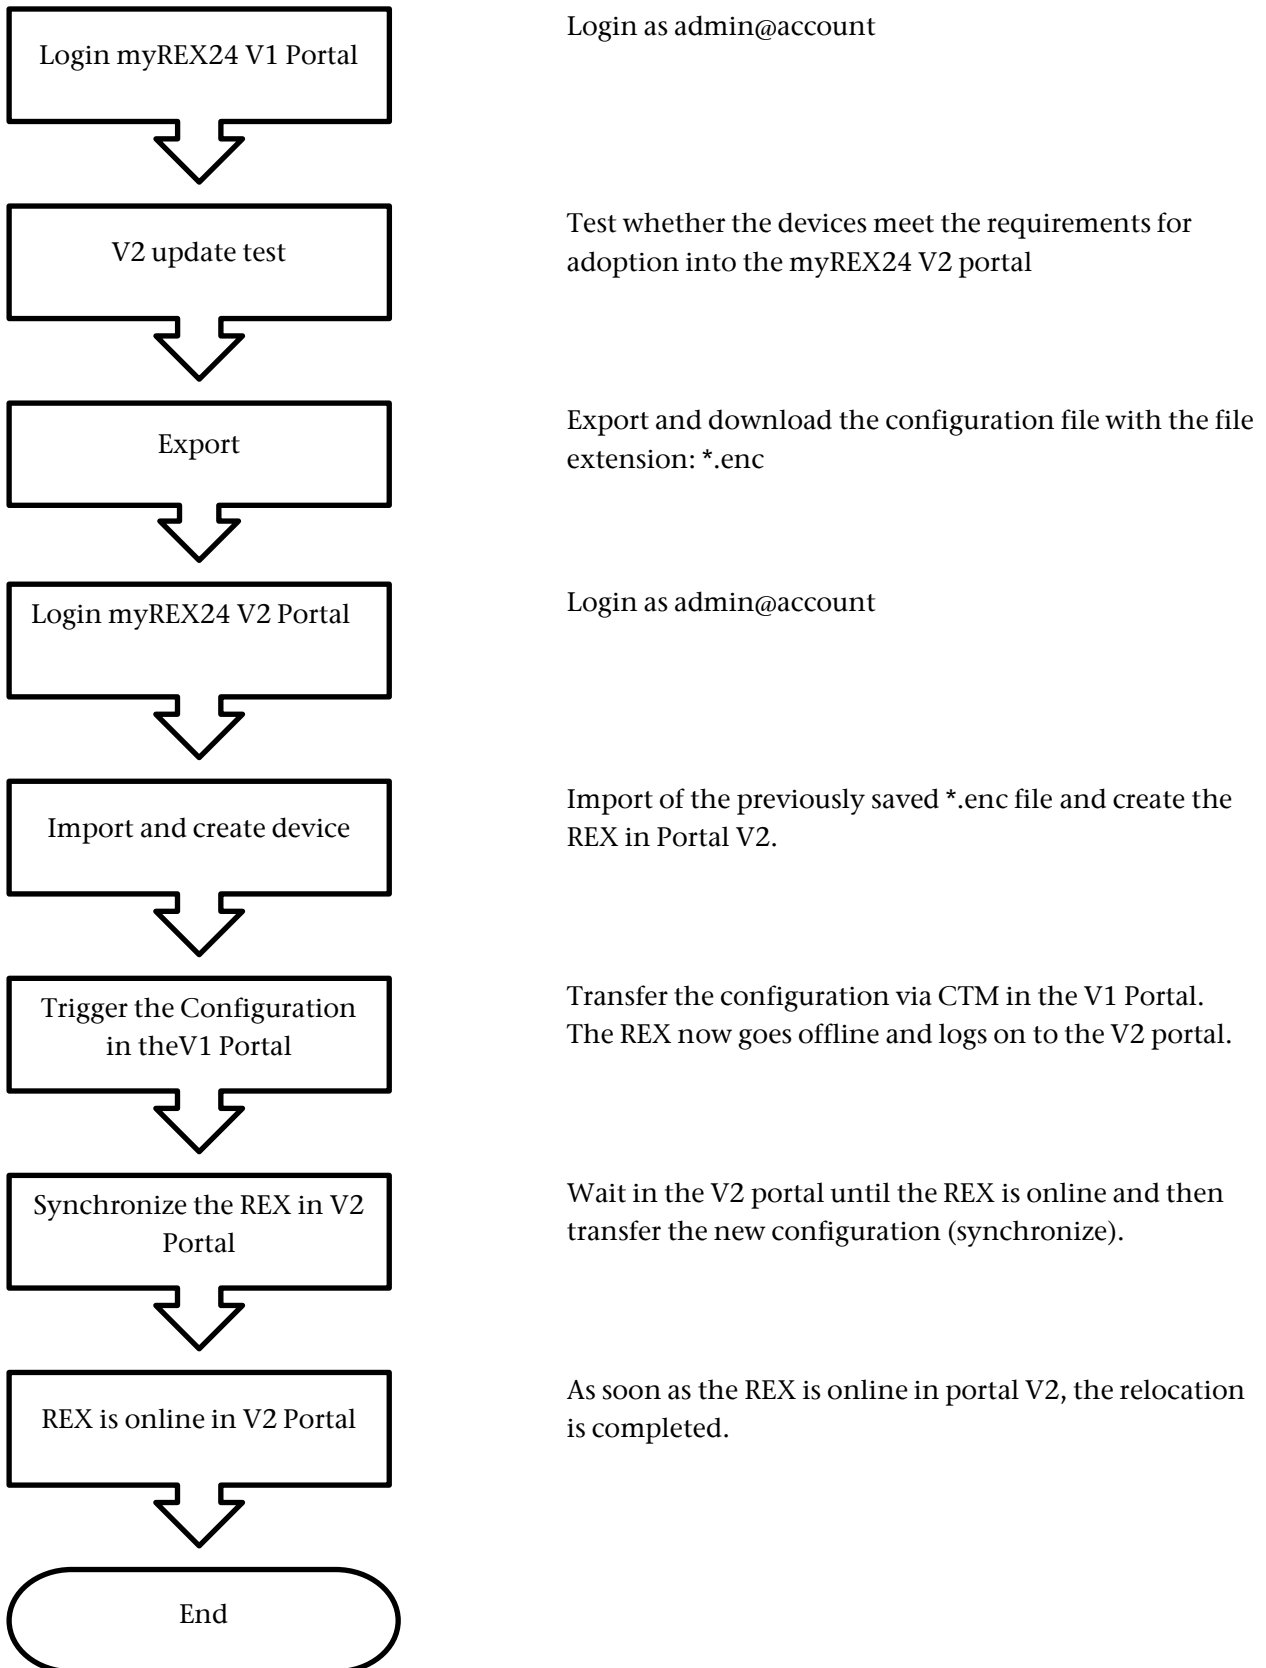 Login myREX24 V1 Portal
Login as admin@account
V2 update test
Test whether the devices meet the requirements for
adoption into the myREX24 V2 portal
Export
Export and download the configuration file with the file
extension: *.enc
Login myREX24 V2 Portal
Login as admin@account
Import and create device
Import of the previously saved *.enc file and create the
REX in Portal V2.
Trigger the Configuration
in theV1 Portal
Transfer the configuration via CTM in the V1 Portal.
The REX now goes offline and logs on to the V2 portal.
Synchronize the REX in V2
Portal
Wait in the V2 portal until the REX is online and then
transfer the new configuration (synchronize).
REX is online in V2 Portal
As soon as the REX is online in portal V2, the relocation
is completed.
End